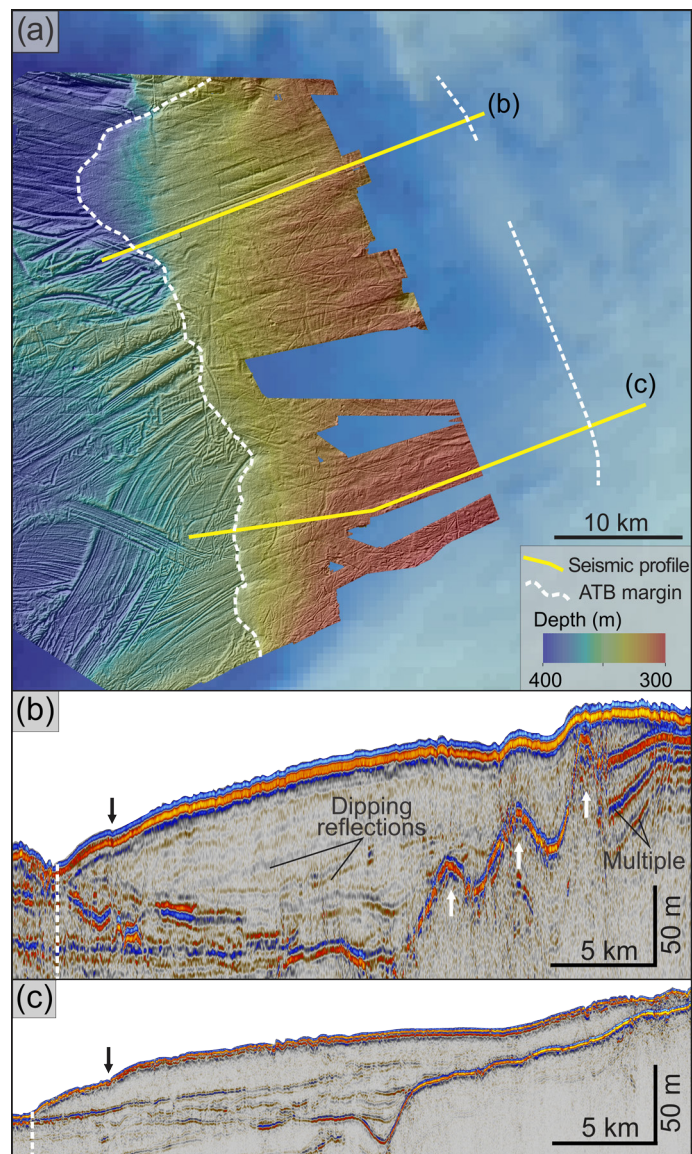 (a)
(b)
(c)
10 km
Seismic profile
ATB margin
Depth (m)
400 300
(b)
Dipping
reflections
Multiple
5 km
50 m
(c)
5 km
50 m